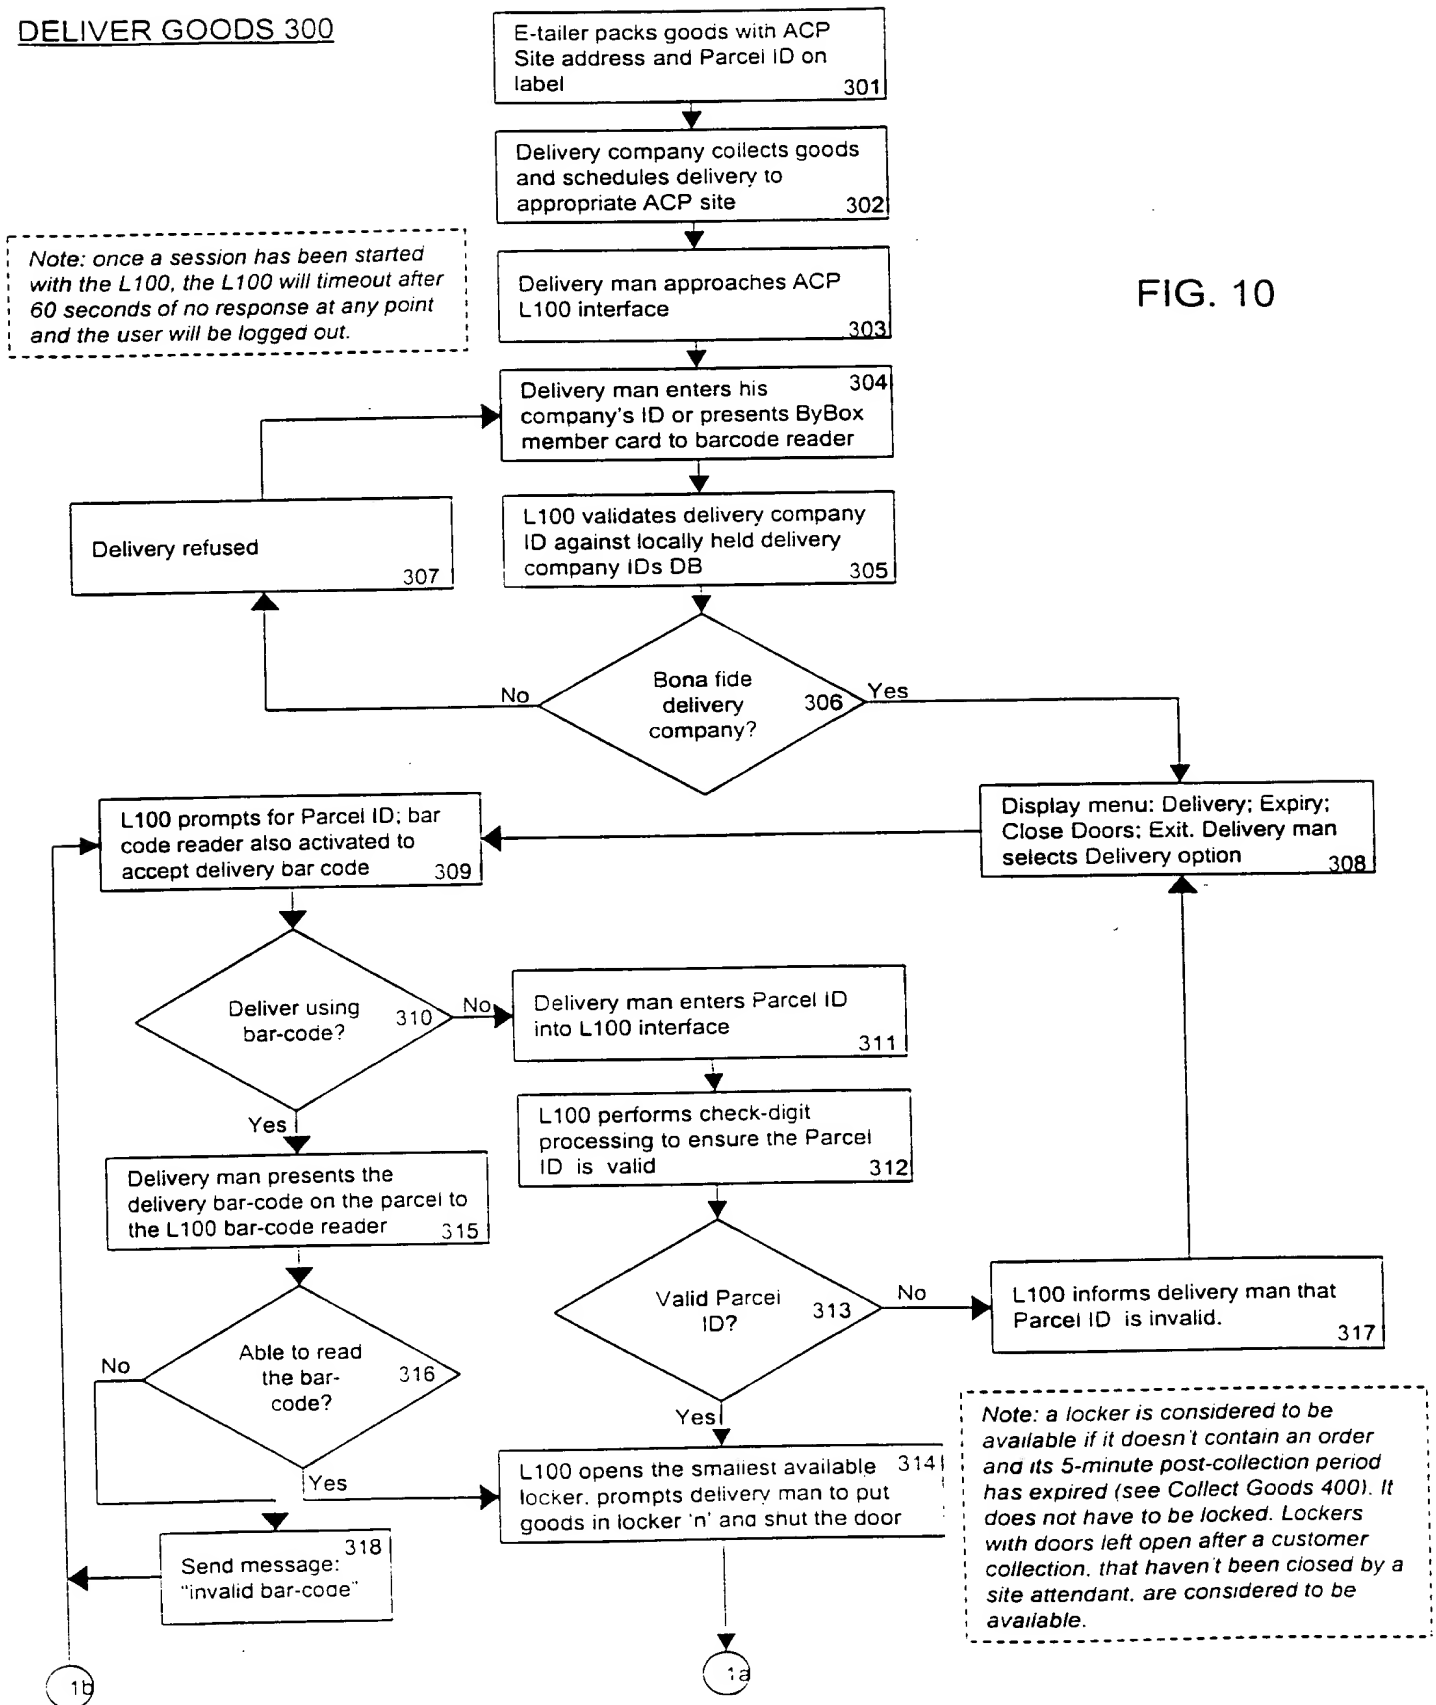 DELIVER GOODS 300
E-tailer packs goods with ACP
Site address and Parcel ID on
label
301
Delivery company collects goods
and schedules delivery to
appropriate ACP site
302
Note: once a session has been started
with the L100, the L100 will timeout after
60 seconds of no response at any point
and the user will be logged out.
Delivery man approaches ACP
L100 interface
303
FIG. 10
Delivery man enters his
304
company's ID or presents ByBox
member card to barcode reader
L100 validates delivery company
ID against locally held delivery
company IDs DB
305
Delivery refused
307
Bona fide
delivery
company?
306
No
Yes
L100 prompts for Parcel ID; bar
code reader also activated to
accept delivery bar code
309
Display menu: Delivery; Expiry;
Close Doors; Exit. Delivery man
selects Delivery option
308
Deliver using
bar-code?
310
No
Delivery man enters Parcel ID
into L100 interface
311
Yes
L100 performs check-digit
processing to ensure the Parcel
ID is valid
312
Delivery man presents the
delivery bar-code on the parcel to
the L100 bar-code reader
315
Valid Parcel
ID?
313
No
L100 informs delivery man that
Parcel ID is invalid.
317
Able to read
the bar-
code?
316
No
Yes
Yes
L100 opens the smallest available
314
locker, prompts delivery man to put
goods in locker 'n' and shut the door
Note: a locker is considered to be
available if it doesn't contain an order
and its 5-minute post-collection period
has expired (see Collect Goods 400). It
does not have to be locked. Lockers
with doors left open after a customer
collection, that haven't been closed by a
site attendant, are considered to be
available.
318
Send message:
"invalid bar-code"
1b
1a